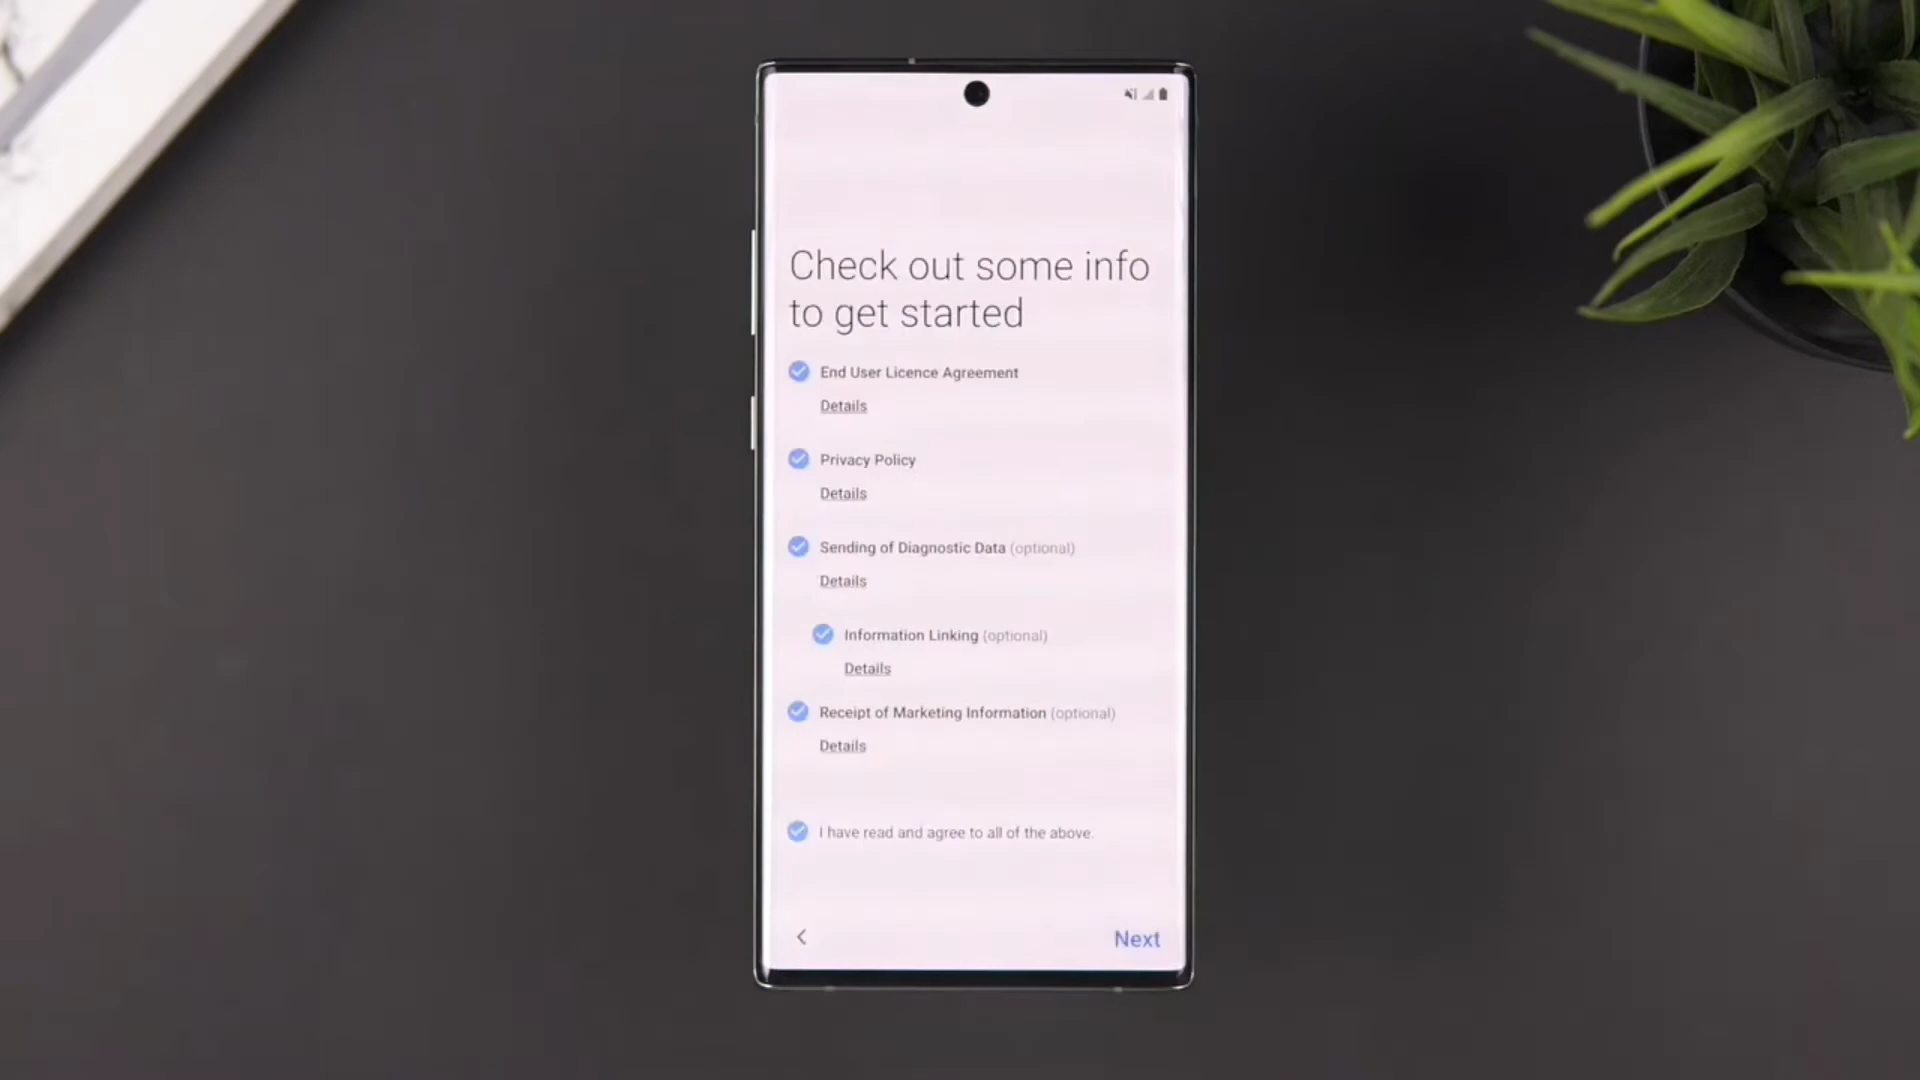 Check out some info
to get started
End User Licence Agreement
Details
Privacy Policy
Details
Sending of Diagnostic Data (optional)
Details
Information Linking (optional)
Details
Receipt of Marketing Information (optional)
Details
I have read and agree to all of the above.
Next